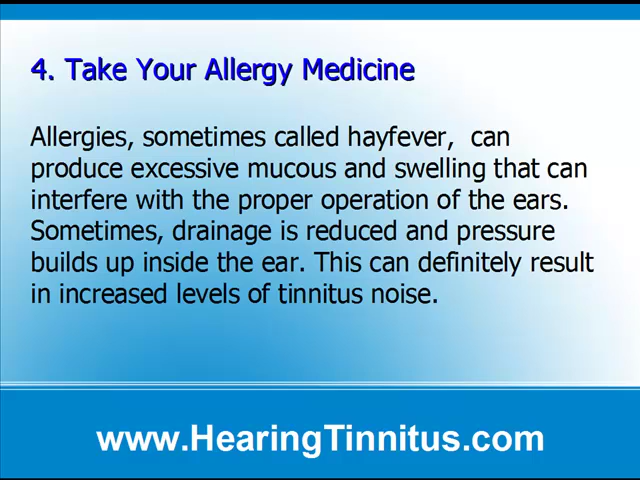 4. Take Your Allergy Medicine
Allergies, sometimes called hayfever,  can
produce excessive mucous and swelling that can
interfere with the proper operation of the ears.
Sometimes, drainage is reduced and pressure
builds up inside the ear. This can definitely result
in increased levels of tinnitus noise.
www.HearingTinnitus.com